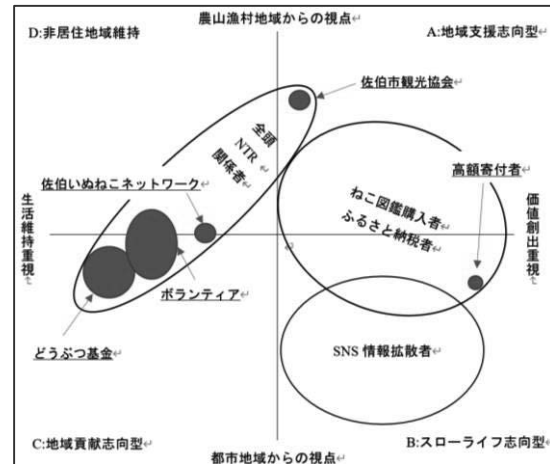 農山漁村地域からの視点
D:非居住地域維持
A:地域支援志向型
佐伯市観光協会
全頭
NTR
関係者
高額寄付者
佐伯いぬねこネットワーク
ねこ図鑑購入者
ふるさと納税者
生活維持重視
価値創出重視
ボランティア
どうぶつ基金
SNS 情報拡散者
C:地域貢献志向型
B:スローライフ志向型
都市地域からの視点